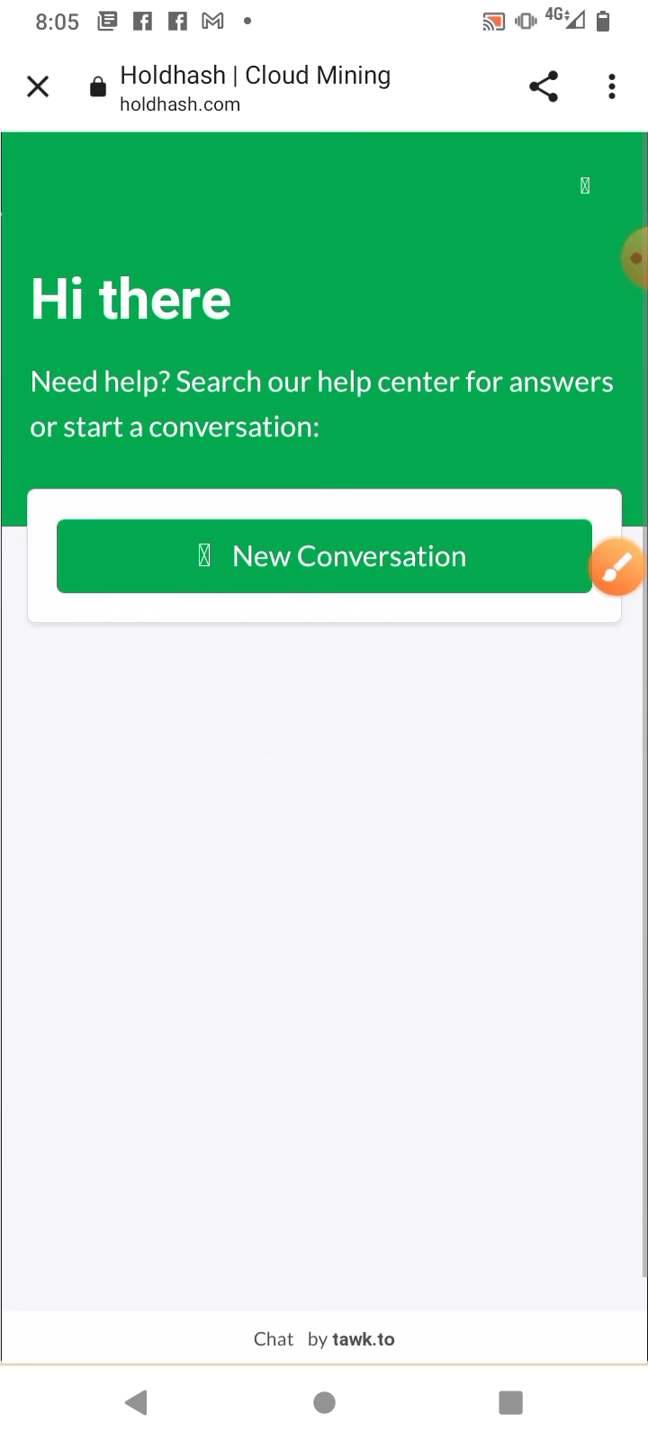 8:05
4G
Holdhash | Cloud Mining
holdhash.com
Hi there
Need help? Search our help center for answers
or start a conversation:
New Conversation
Chat by tawk.to